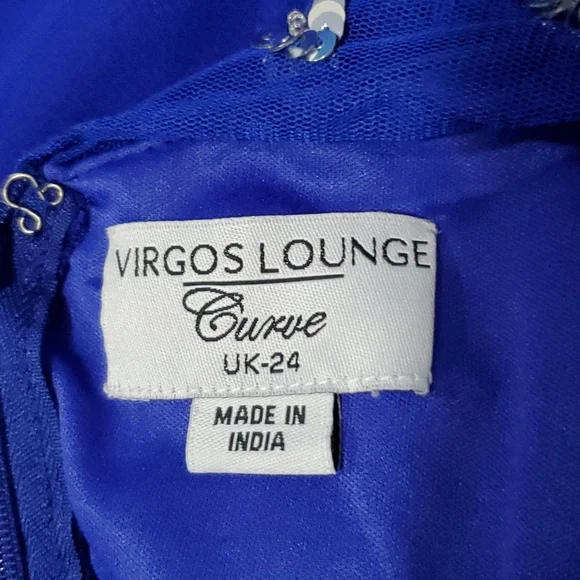 VIRGOS LOUNGE
Curve
UK-24
MADE IN
INDIA